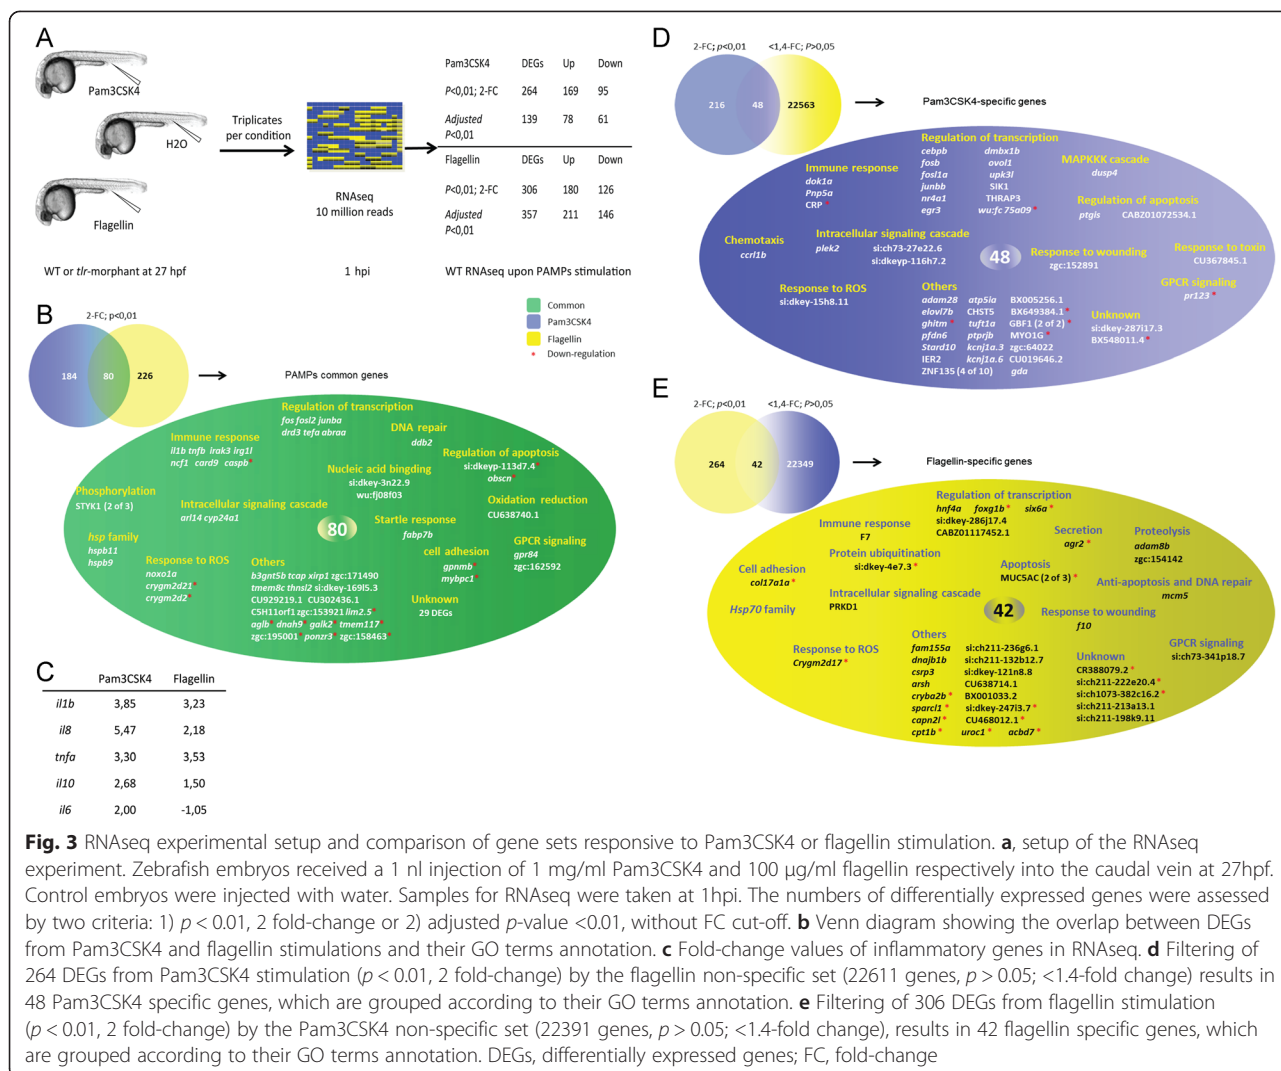 A
Pam3CSK4
H2O
Flagellin
WT or tlr-morphant at 27 hpf
Triplicates
per condition
RNAseq
10 million reads
1 hpi
Pam3CSK4 DEGs Up Down
P<0,01; 2-FC 264 169 95
Adjusted 139 78 61
P<0,01
Flagellin DEGs Up Down
P<0,01; 2-FC 306 180 126
Adjusted 357 211 146
P<0,01
WT RNAseq upon PAMPs stimulation
Common
Pam3CSK4
Flagellin
* Down-regulation
B
2-FC; p<0,01
184 80 226
PAMPs common genes
Regulation of transcription
fos fosl2 junba
drd3 tefa abraa
DNA repair
ddb2
Immune response
il1b tnfb irak3 irg1l
ncf1 card9 caspb*
Regulation of apoptosis
si:dkeyp-113d7.4*
obscn*
Nucleic acid bingding
si:dkey-3n22.9
wu:fj08f03
Phosphorylation
STYK1 (2 of 3)
Intracellular signaling cascade
arl14 cyp24a1
Oxidation reduction
CU638740.1
80
Startle response
fabp7b
hsp family
hspb11
hspb9
GPCR signaling
gpr84
zgc:162592
cell adhesion
gpnmb*
mybpc1*
Response to ROS
noxo1a
crygm2d21*
crygm2d2*
Others
b3gnt5b tcap xirp1 zgc:171490
tmem8c thnsl2 si:dkey-169l5.3
CU929219.1 CU302436.1
C5H11orf1 zgc:153921 lim2.5*
aglb* dnah9* galk2* tmem117*
zgc:195001* ponzr3* zgc:158463*
Unknown
29 DEGs
C
Pam3CSK4 Flagellin
il1b 3,85 3,23
il8 5,47 2,18
tnfa 3,30 3,53
il10 2,68 1,50
il6 2,00 -1,05
D
2-FC; p<0,01 <1,4-FC; P>0,05
216 48 22563
Pam3CSK4-specific genes
Regulation of transcription
cebpb dmbx1b
fosb ovol1
fosl1a upk3l
junbb SIK1
nr4a1 THRAP3
egr3 wu:fc75a09*
Immune response
dok1a
Pnp5a
CRP*
MAPKKK cascade
dusp4
Regulation of apoptosis
ptgis CABZ01072534.1
Chemotaxis
ccrl1b
Intracellular signaling cascade
plek2 si:ch73-27e22.6
si:dkeyp-116h7.2
48
Response to wounding
zgc:152891
Response to toxin
CU367845.1
Response to ROS
si:dkey-15h8.11
GPCR signaling
pr123*
Others
adam28 atp5ia BX005256.1
elovl7b CHST5 BX649384.1*
ghitm* tuft1a GBF1 (2 of 2)*
pfdn6 ptprjb MYO1G*
Stard10 kcnj1a.3 zgc:64022
IER2 kcnj1a.6 CU019646.2
ZNF135 (4 of 10) gda
Unknown
si:dkey-287i17.3
BX548011.4*
E
2-FC; p<0,01 <1,4-FC; P>0,05
264 42 22349
Flagellin-specific genes
Regulation of transcription
hnf4a foxg1b* six6a*
si:dkey-286j17.4
CABZ01117452.1
Immune response
F7
Secretion
agr2*
Proteolysis
adam8b
zgc:154142
Protein ubiquitination
si:dkey-4e7.3*
Cell adhesion
col17a1a*
Apoptosis
MUC5AC (2 of 3)*
Anti-apoptosis and DNA repair
mcm5
Intracellular signaling cascade
PRKD1
Hsp70 family
42
Response to wounding
f10
Response to ROS
Crygm2d17*
GPCR signaling
si:ch73-341p18.7
Others
fam155a si:ch211-236g6.1
dnajb1b si:ch211-132b12.7
csrp3 si:dkey-121n8.8
arsh CU638714.1
cryba2b* BX001033.2
sparcl1* si:dkey-247i3.7*
capn2l* CU468012.1*
cpt1b* uroc1* acbd7*
Unknown
CR388079.2*
si:ch211-222e20.4*
si:ch1073-382c16.2*
si:ch211-213a13.1
si:ch211-198k9.11
Fig. 3 RNAseq experimental setup and comparison of gene sets responsive to Pam3CSK4 or flagellin stimulation. a, setup of the RNAseq
experiment. Zebrafish embryos received a 1 nl injection of 1 mg/ml Pam3CSK4 and 100 μg/ml flagellin respectively into the caudal vein at 27hpf.
Control embryos were injected with water. Samples for RNAseq were taken at 1hpi. The numbers of differentially expressed genes were assessed
by two criteria: 1) p < 0.01, 2 fold-change or 2) adjusted p-value <0.01, without FC cut-off. b Venn diagram showing the overlap between DEGs
from Pam3CSK4 and flagellin stimulations and their GO terms annotation. c Fold-change values of inflammatory genes in RNAseq. d Filtering of
264 DEGs from Pam3CSK4 stimulation (p < 0.01, 2 fold-change) by the flagellin non-specific set (22611 genes, p > 0.05; <1.4-fold change) results in
48 Pam3CSK4 specific genes, which are grouped according to their GO terms annotation. e Filtering of 306 DEGs from flagellin stimulation
(p < 0.01, 2 fold-change) by the Pam3CSK4 non-specific set (22391 genes, p > 0.05; <1.4-fold change), results in 42 flagellin specific genes, which
are grouped according to their GO terms annotation. DEGs, differentially expressed genes; FC, fold-change